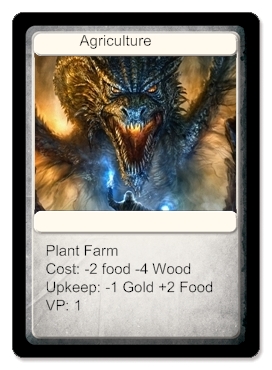 Agriculture
Plant Farm
Cost: -2 food -4 Wood
Upkeep: -1 Gold +2 Food
VP: 1